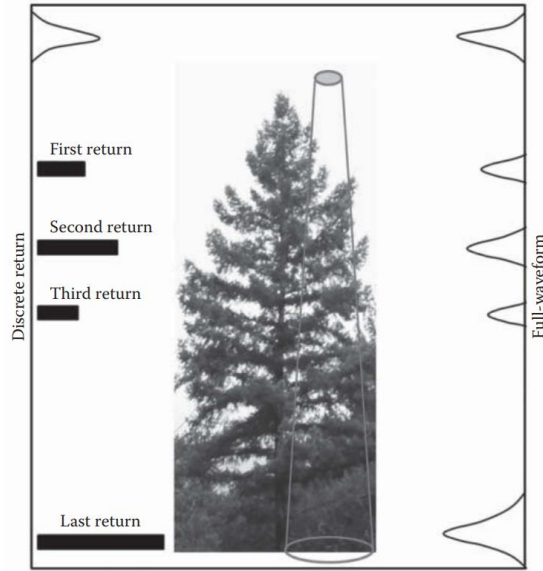 First return
Second return
Third return
Last return
Discrete return
Full-waveform